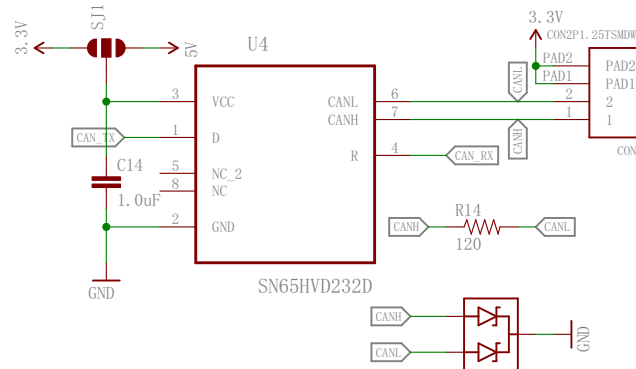 3.3V
SJ1
5V
U4
3.3V
CON2P1.25TSMDW
PAD2
PAD1
PAD2
PAD1
2
1
2
1
CANL
CANH
3
VCC
CANL
6
CANH
7
CAN_TX
1
D
R
4
CAN_RX
C14
1.0uF
5
NC_2
8
NC
2
GND
CON
CANH
R14
120
CANL
GND
SN65HVD232D
CANH
CANL
GND